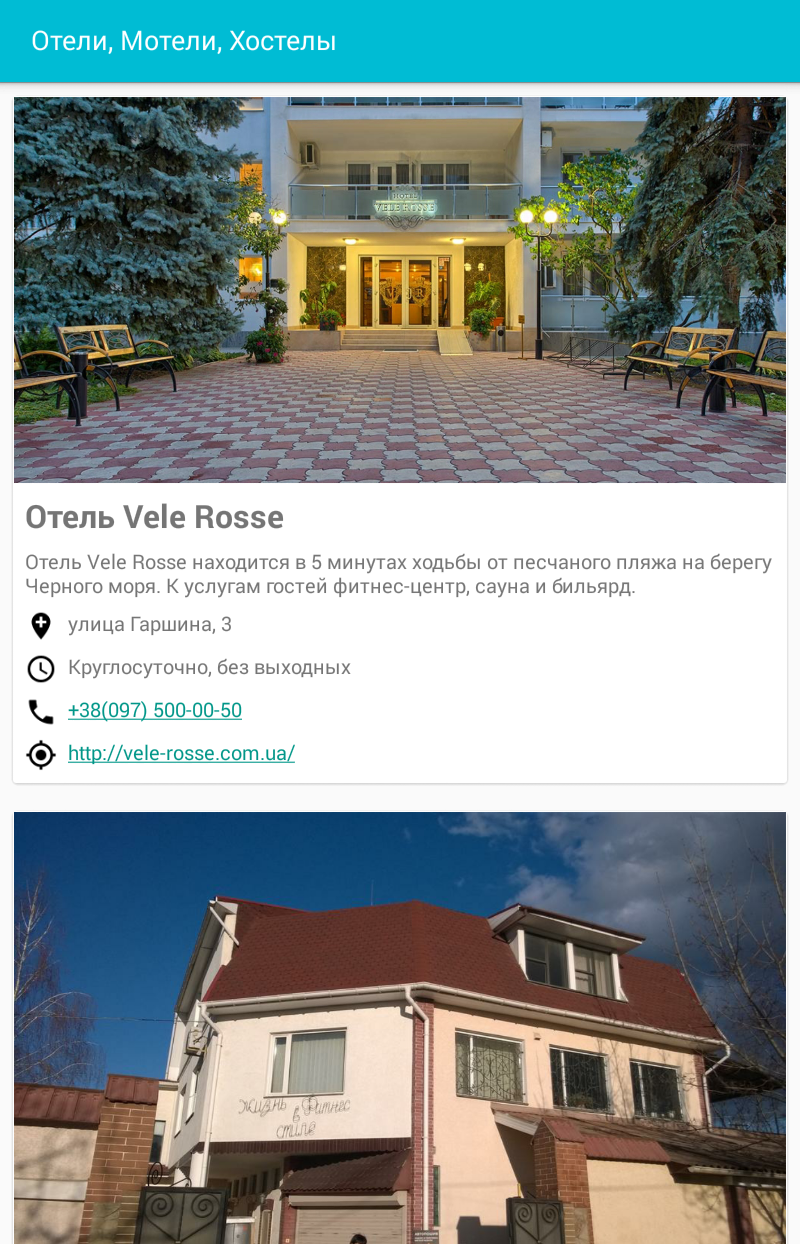 Отели, Мотели, Хостелы
HOTEL
VELE ROSSE
Отель Vele Rosse
Отель Vele Rosse находится в 5 минутах ходьбы от песчаного пляжа на берегу
Черного моря. К услугам гостей фитнес-центр, сауна и бильярд.
улица Гаршина, 3
Круглосуточно, без выходных
+38(097) 500-00-50
http://vele-rosse.com.ua/
жизнь
в Фитнес
стиле